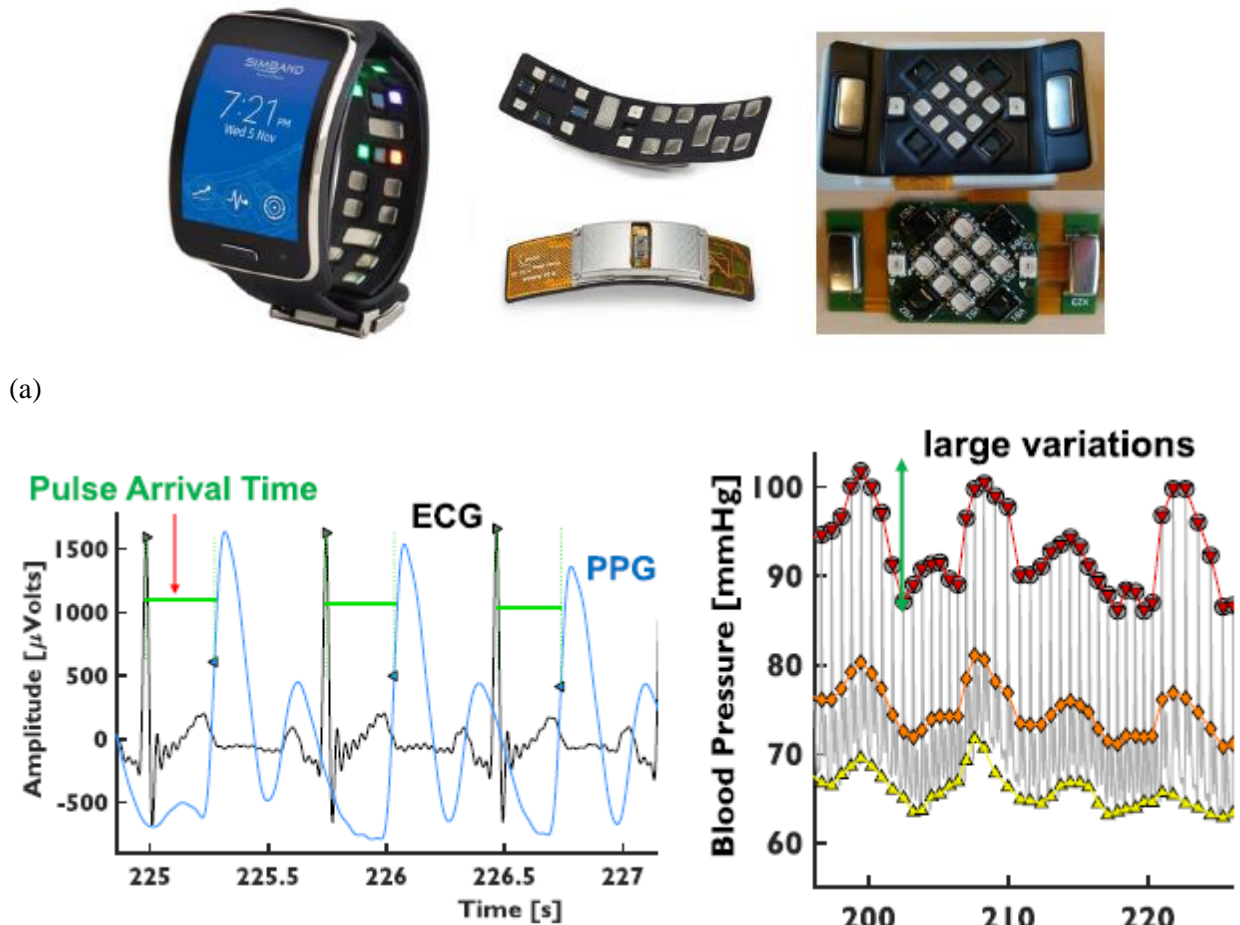 SIMBAND
7:21 PM
Wed 5 Nov
(a)
Pulse Arrival Time
ECG
PPG
Amplitude [μVolts]
1500
1000
500
0
-500
225
225.5
226
226.5
227
Time [s]
large variations
Blood Pressure [mmHg]
100
90
80
70
60
200
210
220